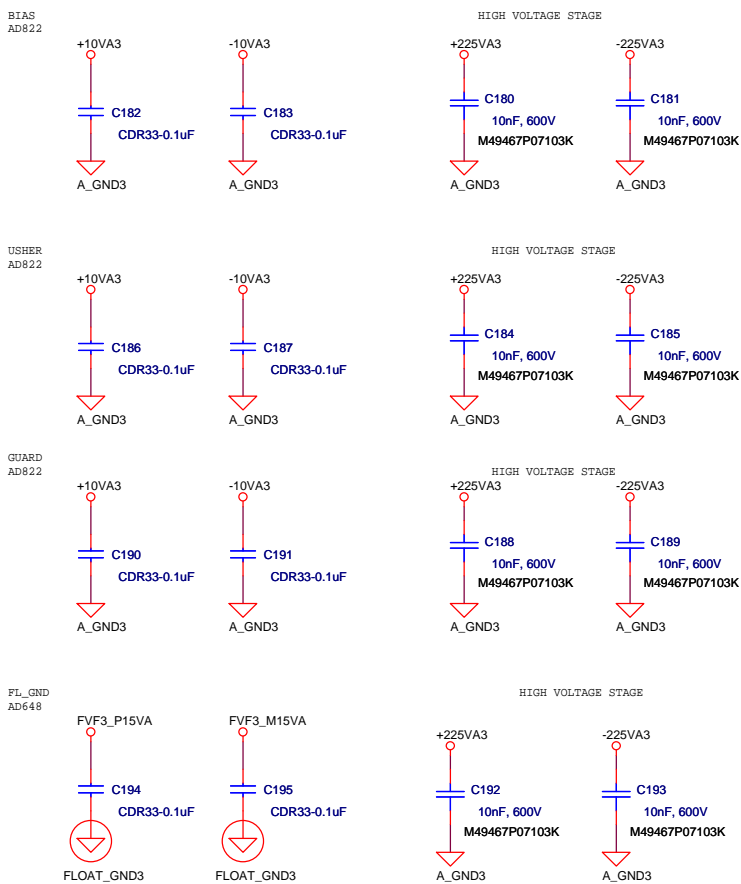 BIAS
AD822
HIGH VOLTAGE STAGE
+10VA3
-10VA3
+225VA3
-225VA3
C182
CDR33-0.1uF
C183
CDR33-0.1uF
C180
10nF, 600V
M49467P07103K
C181
10nF, 600V
M49467P07103K
A_GND3
A_GND3
A_GND3
A_GND3
USHER
AD822
HIGH VOLTAGE STAGE
+10VA3
-10VA3
+225VA3
-225VA3
C186
CDR33-0.1uF
C187
CDR33-0.1uF
C184
10nF, 600V
M49467P07103K
C185
10nF, 600V
M49467P07103K
A_GND3
A_GND3
A_GND3
A_GND3
GUARD
AD822
HIGH VOLTAGE STAGE
+10VA3
-10VA3
+225VA3
-225VA3
C190
CDR33-0.1uF
C191
CDR33-0.1uF
C188
10nF, 600V
M49467P07103K
C189
10nF, 600V
M49467P07103K
A_GND3
A_GND3
A_GND3
A_GND3
FL_GND
AD648
HIGH VOLTAGE STAGE
FVF3_P15VA
FVF3_M15VA
+225VA3
-225VA3
C194
CDR33-0.1uF
C195
CDR33-0.1uF
C192
10nF, 600V
M49467P07103K
C193
10nF, 600V
M49467P07103K
FLOAT_GND3
FLOAT_GND3
A_GND3
A_GND3